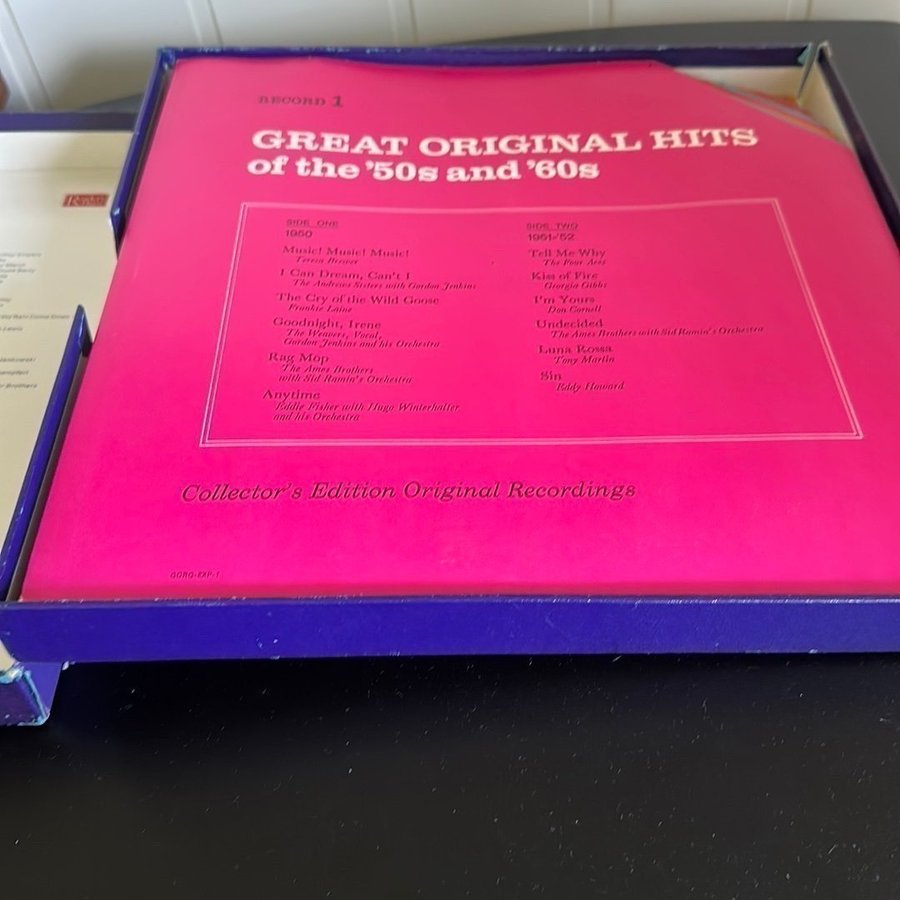 RECORD 1
GREAT ORIGINAL HITS
of the '50s and '60s
SIDE ONE
1950
Music! Music! Music!
Teresa Brewer
I Can Dream, Can't I
The Andrews Sisters with Gordon Jenkins
The Cry of the Wild Goose
Frankie Laine
Goodnight, Irene
The Weavers, Vocal,
Gordon Jenkins and his Orchestra
Rag Mop
The Ames Brothers
with Sid Ramin's Orchestra
Anytime
Eddie Fisher with Hugo Winterhalter
and his Orchestra
SIDE TWO
1951-'52
Tell Me Why
The Four Aces
Kiss of Fire
Georgia Gibbs
I'm Yours
Don Cornell
Undecided
The Ames Brothers with Sid Ramin's Orchestra
Luna Rossa
Tony Martin
Sin
Eddy Howard
Collector's Edition Original Recordings